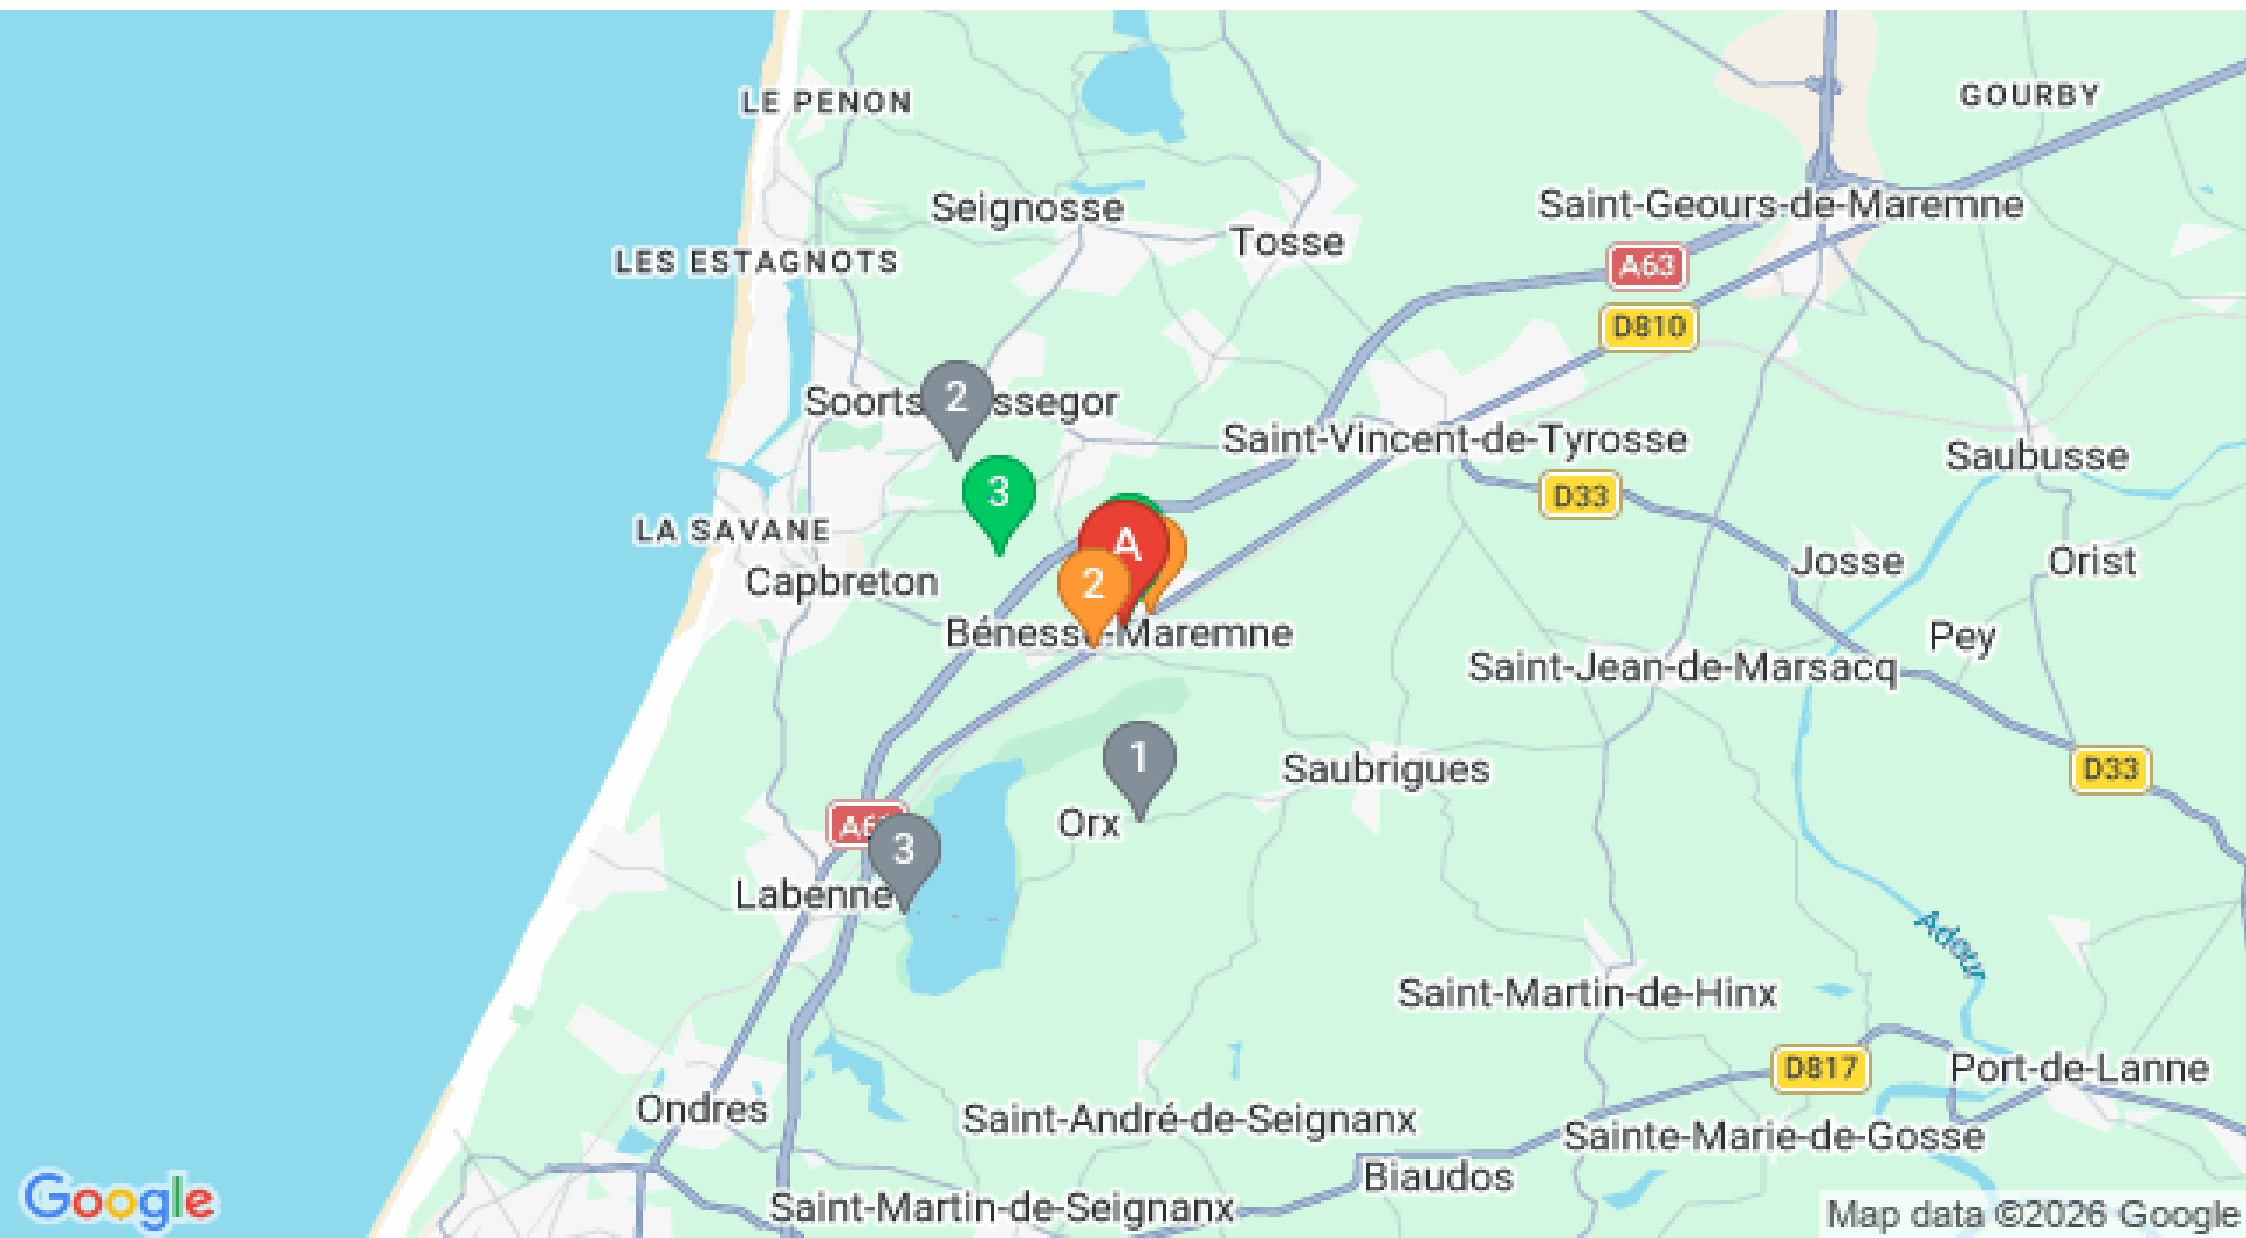 LE PENON
GOURBY
Seignosse
Saint-Geours-de-Maremne
Tosse
LES ESTAGNOTS
A63
D810
2
Soorts
ssegor
Saint-Vincent-de-Tyrosse
Saubusse
3
D33
LA SAVANE
A
Josse
Orist
Capbreton
2
Bénesse-Maremne
Pey
Saint-Jean-de-Marsacq
1
Saubrigues
D33
Orx
A6
3
Labenne
Adour
Saint-Martin-de-Hinx
D817
Port-de-Lanne
Ondres
Saint-André-de-Seignanx
Sainte-Marie-de-Gosse
Biaudos
Google
Saint-Martin-de-Seignanx
Map data ©2026 Google